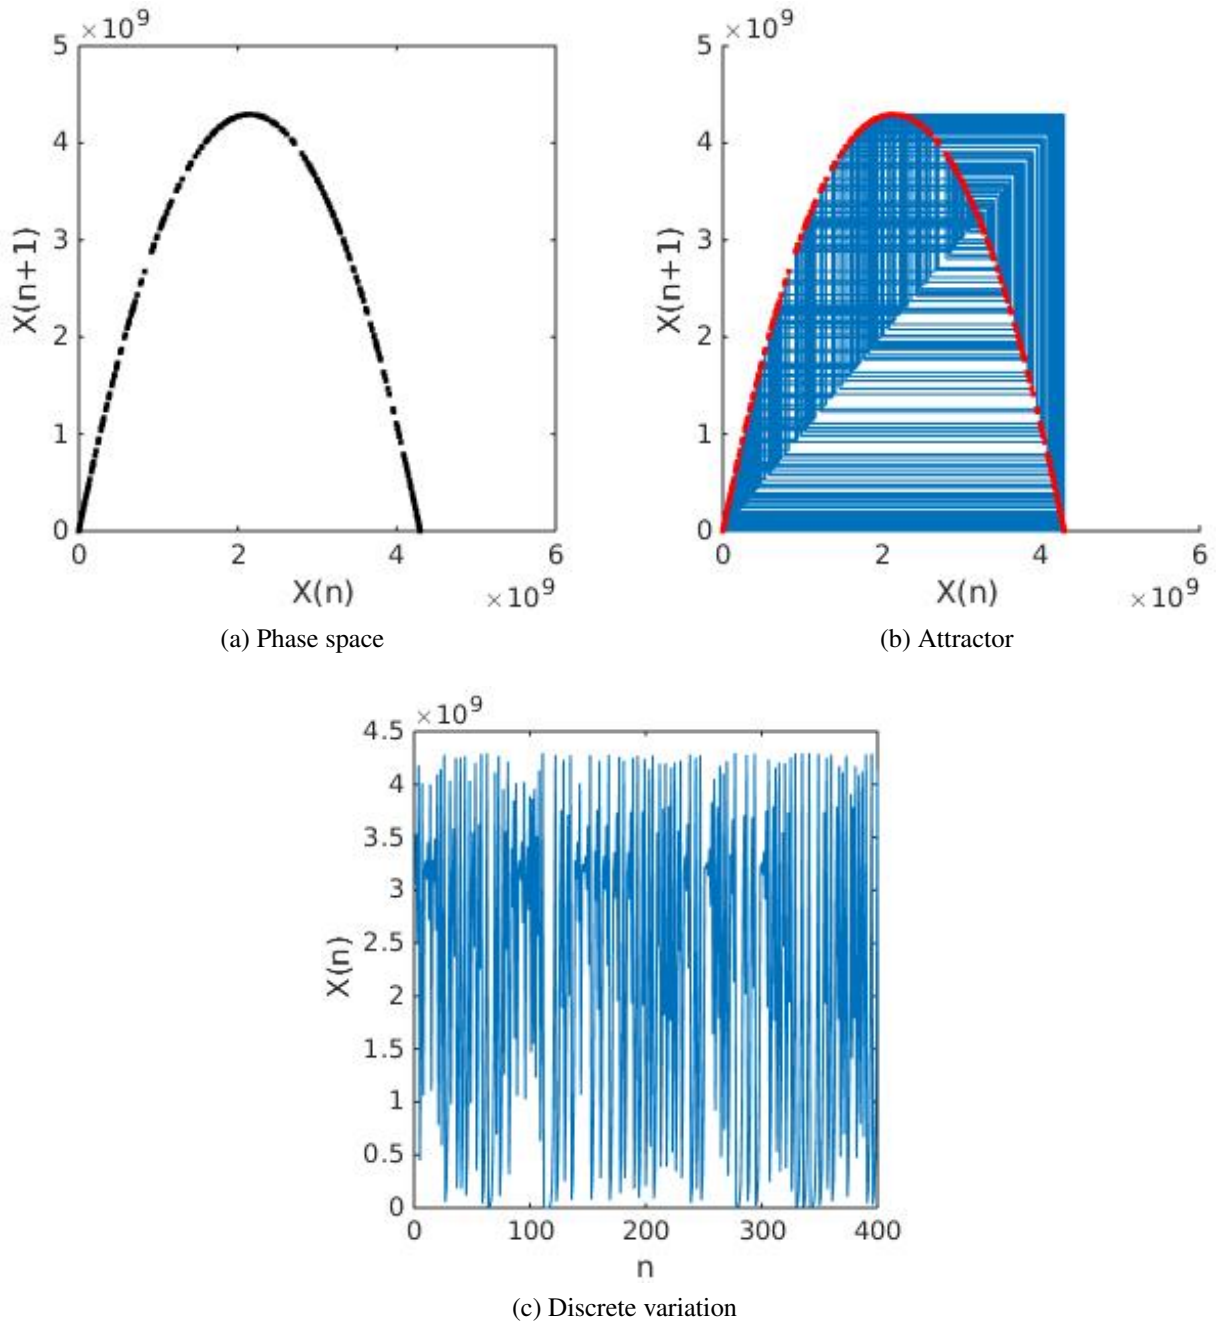 ×10^9
5
4
3
2
1
0
X(n+1)
0 2 4 6
X(n) ×10^9
(a) Phase space
×10^9
5
4
3
2
1
0
X(n+1)
0 2 4 6
X(n) ×10^9
(b) Attractor
×10^9
4.5
4
3.5
3
2.5
2
1.5
1
0.5
0
X(n)
0 100 200 300 400
n
(c) Discrete variation